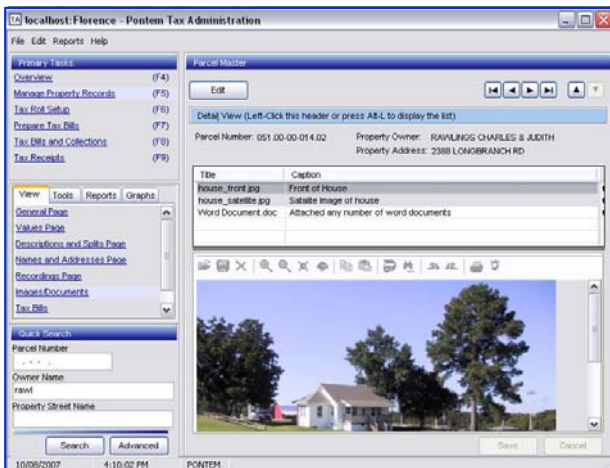 localhost:Florence - Pontem Tax Administration
File Edit Reports Help
Primary Tasks:
Overview (F4)
Manage Property Records (F5)
Tax Roll Setup (F6)
Prepare Tax Bills (F7)
Tax Bills and Collections (F8)
Tax Receipts (F9)
View Tools Reports Graphs
General Page
Values Page
Descriptions and Splits Page
Names and Addresses Page
Recordings Page
Images/Documents
Tax Bills
Quick Search
Parcel Number
. - - .
Owner Name
rawl
Property Street Name
Search Advanced
Parcel Master
Edit
Detail View (Left-Click this header or press Alt-L to display the list)
Parcel Number: 051.00-00-014.02 Property Owner: RAWLINGS CHARLES & JUDITH
Property Address: 2388 LONGBRANCH RD
Title Caption
house_front.jpg Front of House
house_satellite.jpg Satalite Image of house
Word Document.doc Attached any number of word documents
Save Cancel
10/08/2007 4:10:02 PM PONTEM